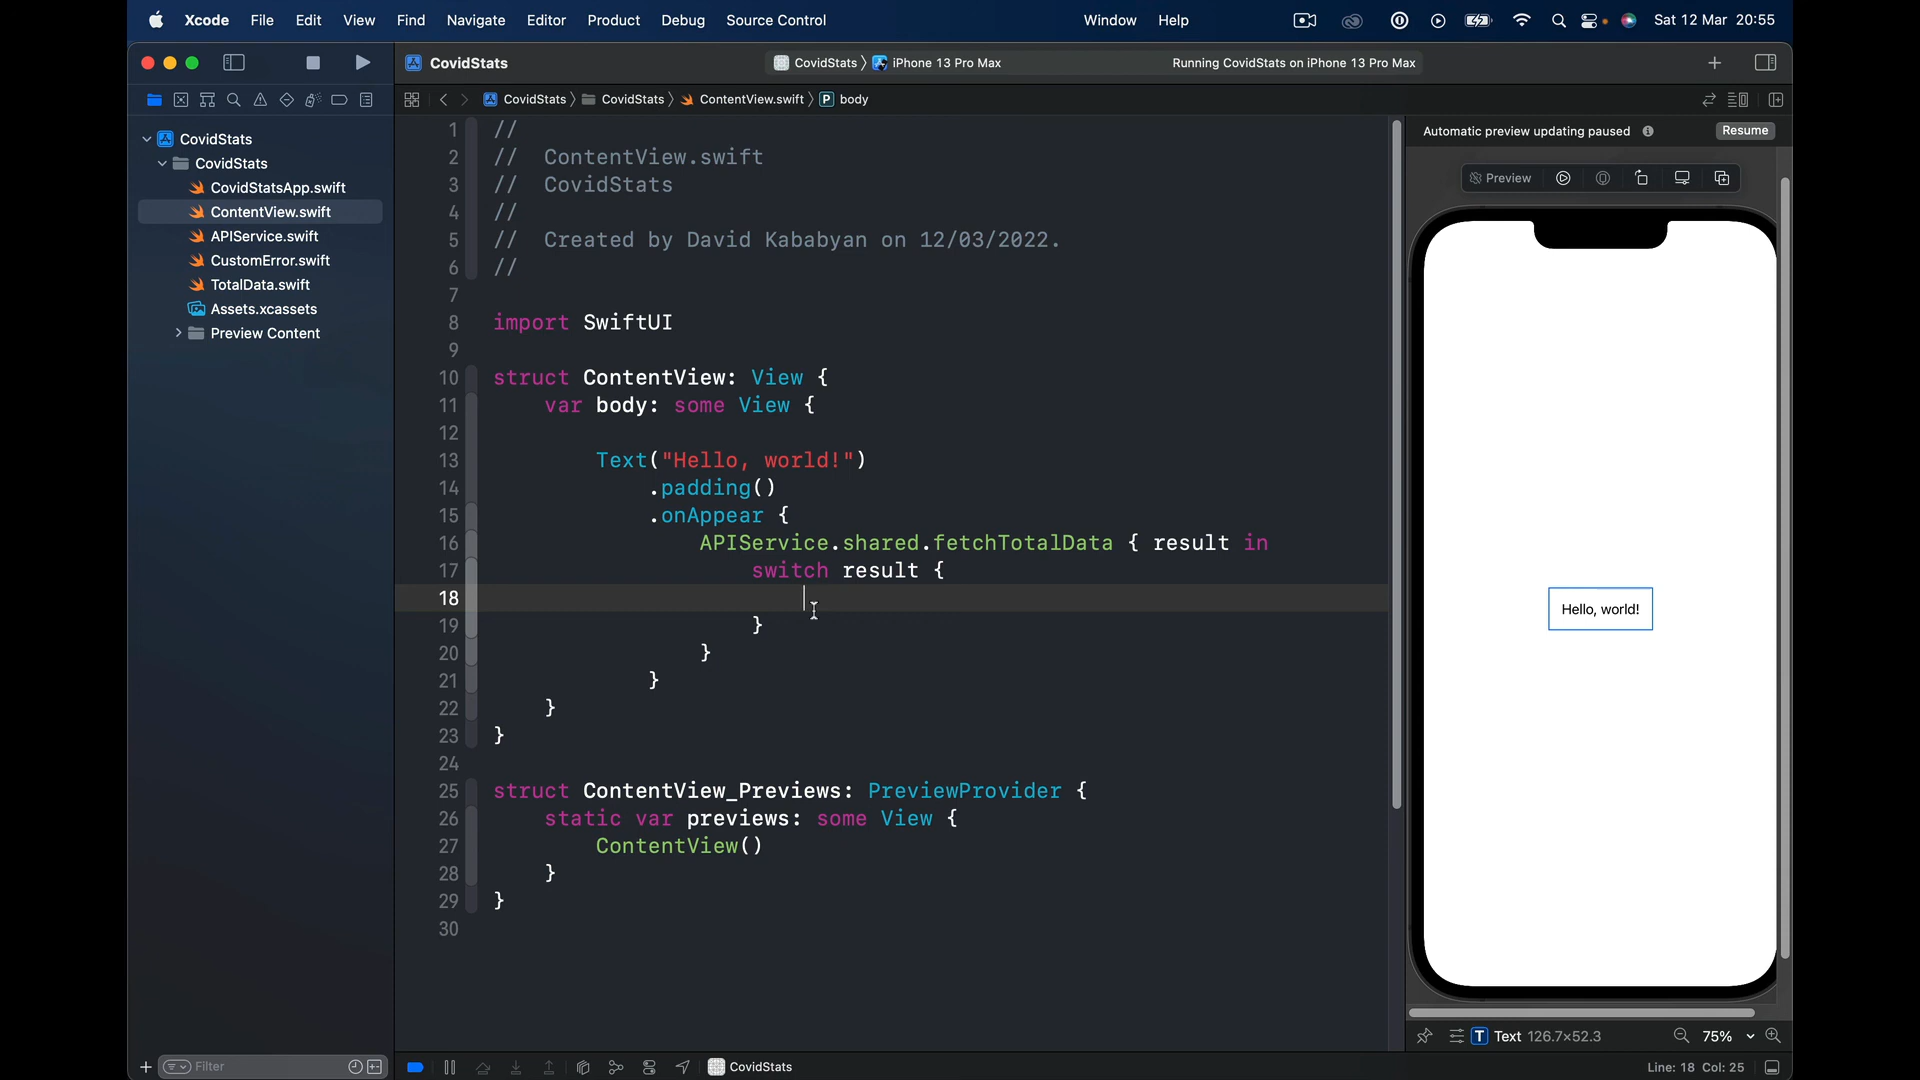 Xcode File Edit View Find Navigate Editor Product Debug Source Control Window Help Sat 12 Mar 20:55
CovidStats CovidStats iPhone 13 Pro Max Running CovidStats on iPhone 13 Pro Max
CovidStats CovidStats ContentView.swift P body
CovidStats
CovidStats
CovidStatsApp.swift
ContentView.swift
APIService.swift
CustomError.swift
TotalData.swift
Assets.xcassets
Preview Content
1 //
2 // ContentView.swift
3 // CovidStats
4 //
5 // Created by David Kababyan on 12/03/2022.
6 //
7
8 import SwiftUI
9
10 struct ContentView: View {
11 var body: some View {
12
13 Text("Hello, world!")
14 .padding()
15 .onAppear {
16 APIService.shared.fetchTotalData { result in
17 switch result {
18
19 }
20 }
21 }
22 }
23 }
24
25 struct ContentView_Previews: PreviewProvider {
26 static var previews: some View {
27 ContentView()
28 }
29 }
30
Automatic preview updating paused Resume
Preview
Hello, world!
T Text 126.7×52.3 75%
Filter
CovidStats
Line: 18 Col: 25